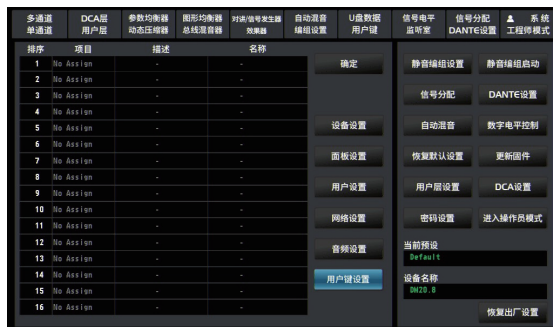 多通道 DCA层 参数均衡器 图形均衡器 对讲/信号发生器 自动混音 U盘数据 信号电平 信号分配 系统
单通道 用户层 动态压缩器 总线混音器 效果器 编组设置 用户键 监听室 DANTE设置 工程师模式
排序 项目 描述 名称
1 No Assign - -
2 No Assign - -
3 No Assign - -
4 No Assign - -
5 No Assign - -
6 No Assign - -
7 No Assign - -
8 No Assign - -
9 No Assign - -
10 No Assign - -
11 No Assign - -
12 No Assign - -
13 No Assign - -
14 No Assign - -
15 No Assign - -
16 No Assign - -
确定
设备设置
面板设置
用户设置
网络设置
音频设置
用户键设置
静音编组设置 静音编组启动
信号分配 DANTE设置
自动混音 数字电平控制
恢复默认设置 更新固件
用户层设置 DCA设置
密码设置 进入操作员模式
当前预设
Default
设备名称
DM20.8
恢复出厂设置